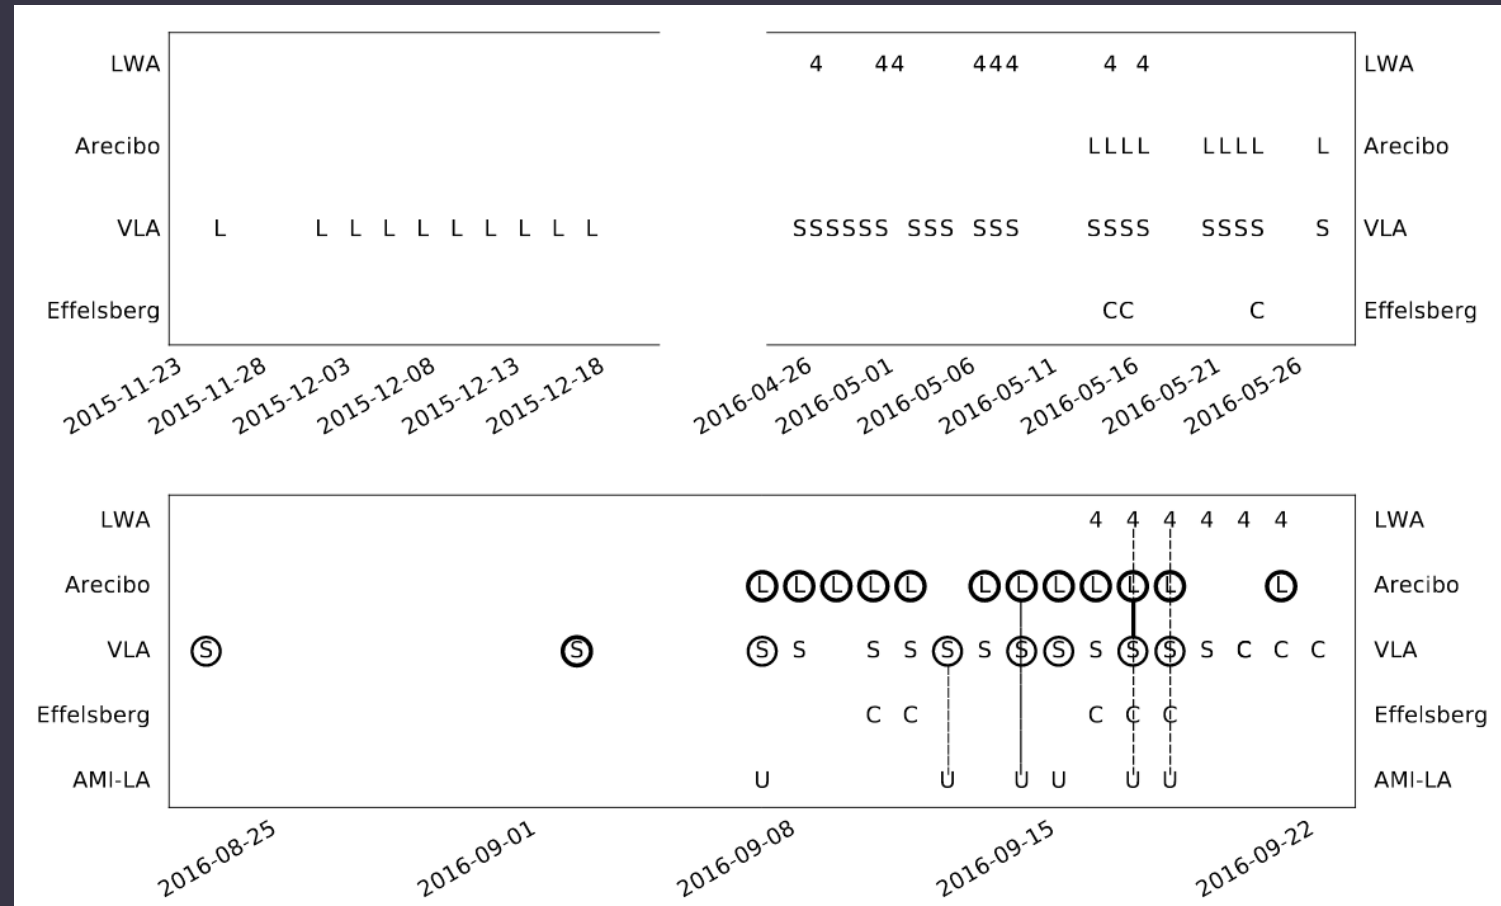 LWA 4 44 444 4 4 LWA
Arecibo LLLL LLLL L Arecibo
VLA L L L L L L L L L L SSSSSS SSS SSS SSSS SSSS S VLA
Effelsberg CC C Effelsberg
2015-11-23 2015-11-28 2015-12-03 2015-12-08 2015-12-13 2015-12-18 2016-04-26 2016-05-01 2016-05-06 2016-05-11 2016-05-16 2016-05-21 2016-05-26
LWA 4 4 4 4 4 4 LWA
Arecibo L L L L L L L L L L L L Arecibo
VLA S S S S S S S S S S S S S S S C C C VLA
Effelsberg C C C C C Effelsberg
AMI-LA U U U U U U AMI-LA
2016-08-25 2016-09-01 2016-09-08 2016-09-15 2016-09-22